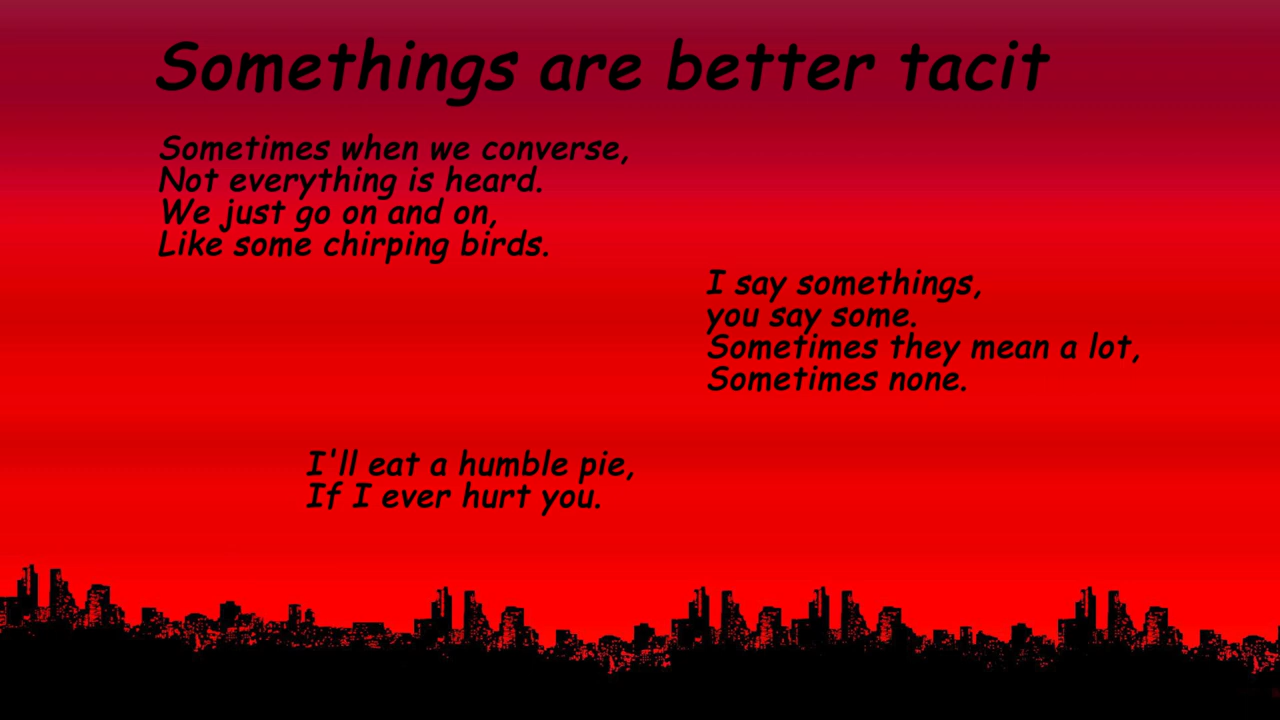 Somethings are better tacit
Sometimes when we converse,
Not everything is heard.
We just go on and on,
Like some chirping birds.
I say somethings,
you say some.
Sometimes they mean a lot,
Sometimes none.
I'll eat a humble pie,
If I ever hurt you.